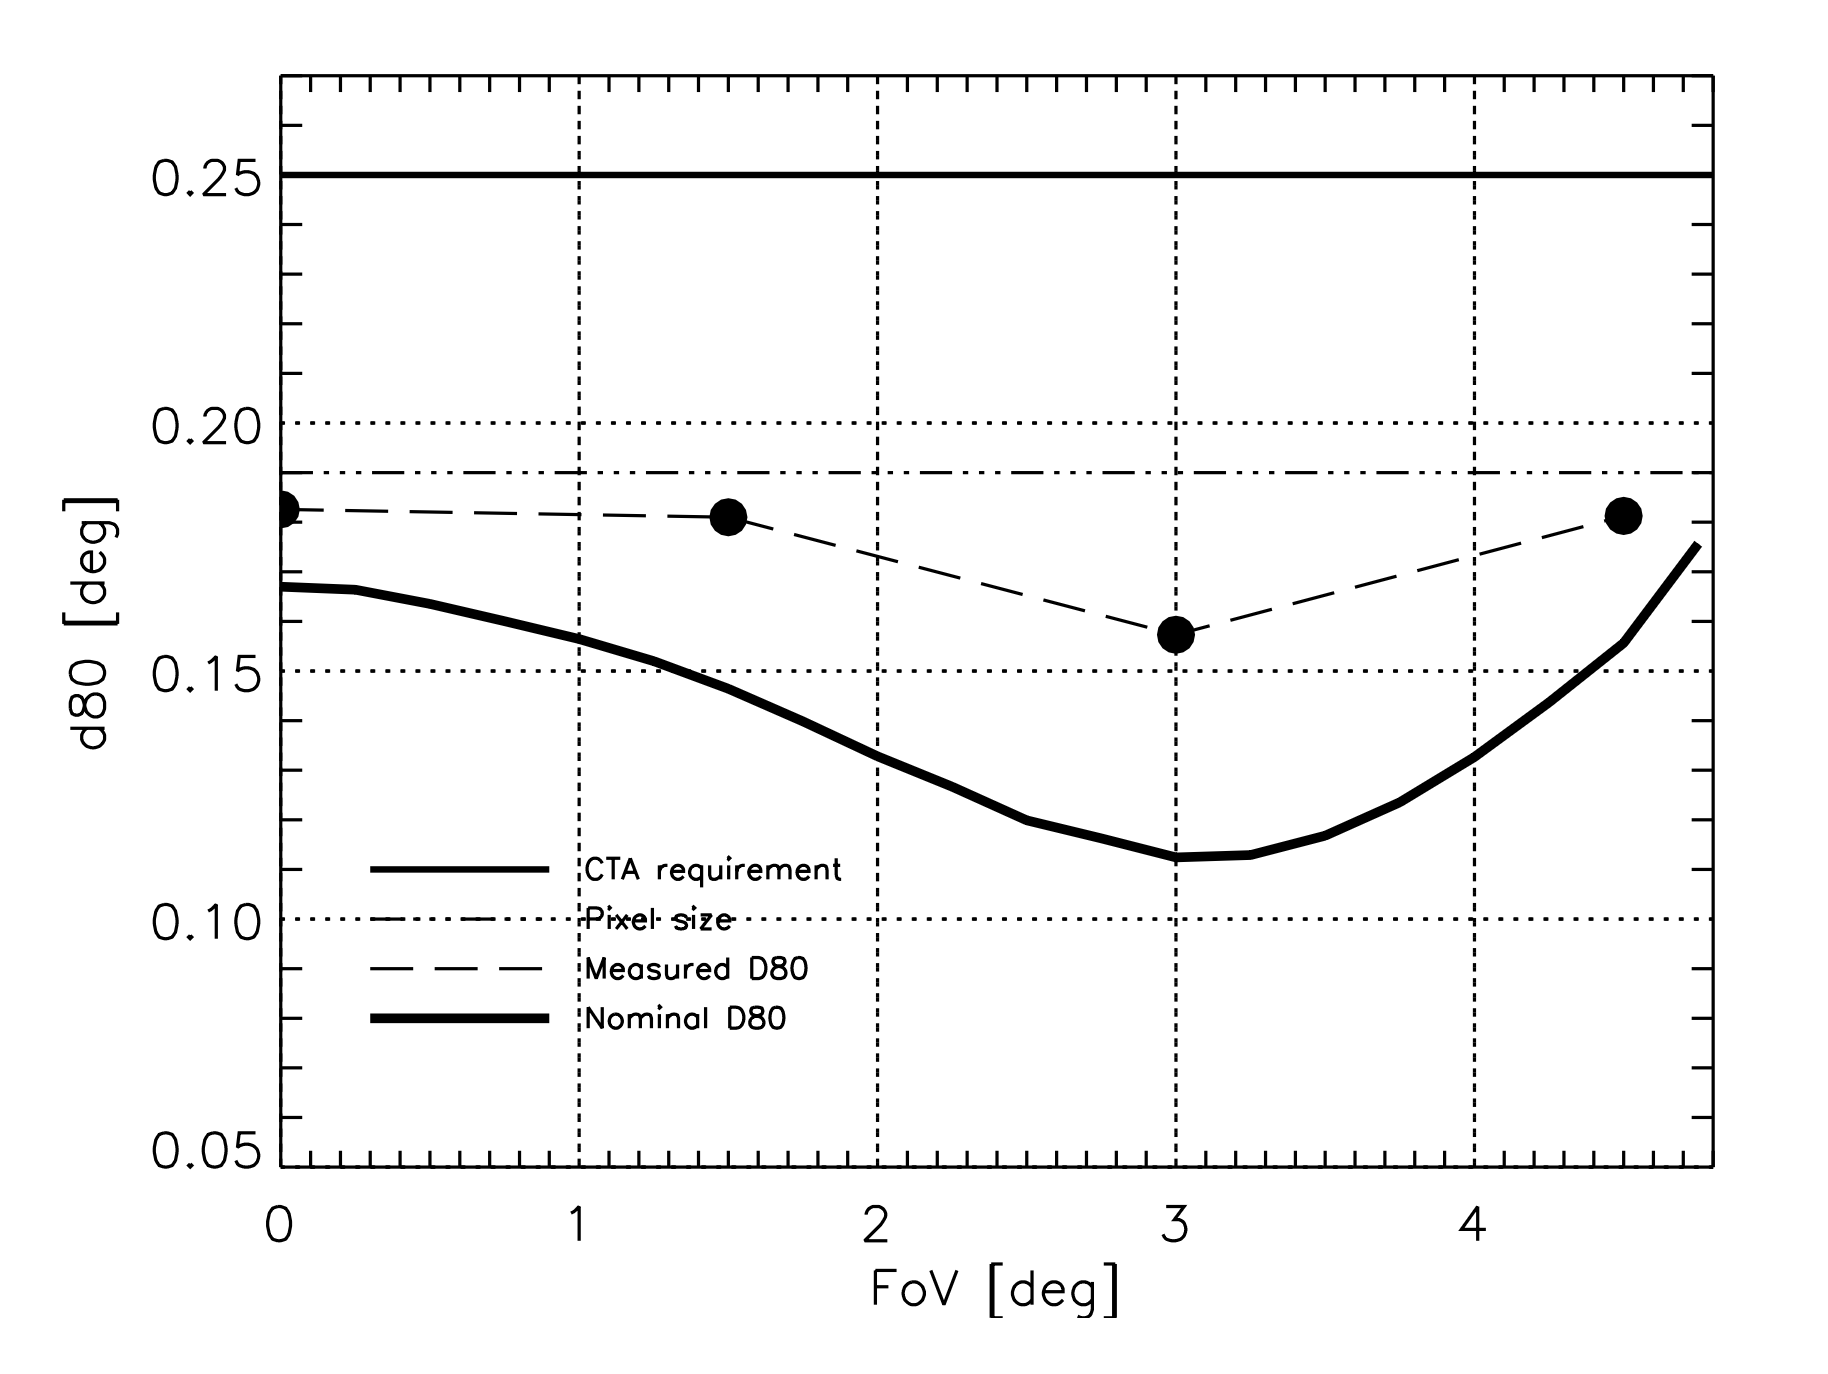 0.25
0.20
0.15
0.10
0.05
d80 [deg]
CTA requirement
Pixel size
Measured D80
Nominal D80
0 1 2 3 4
FoV [deg]